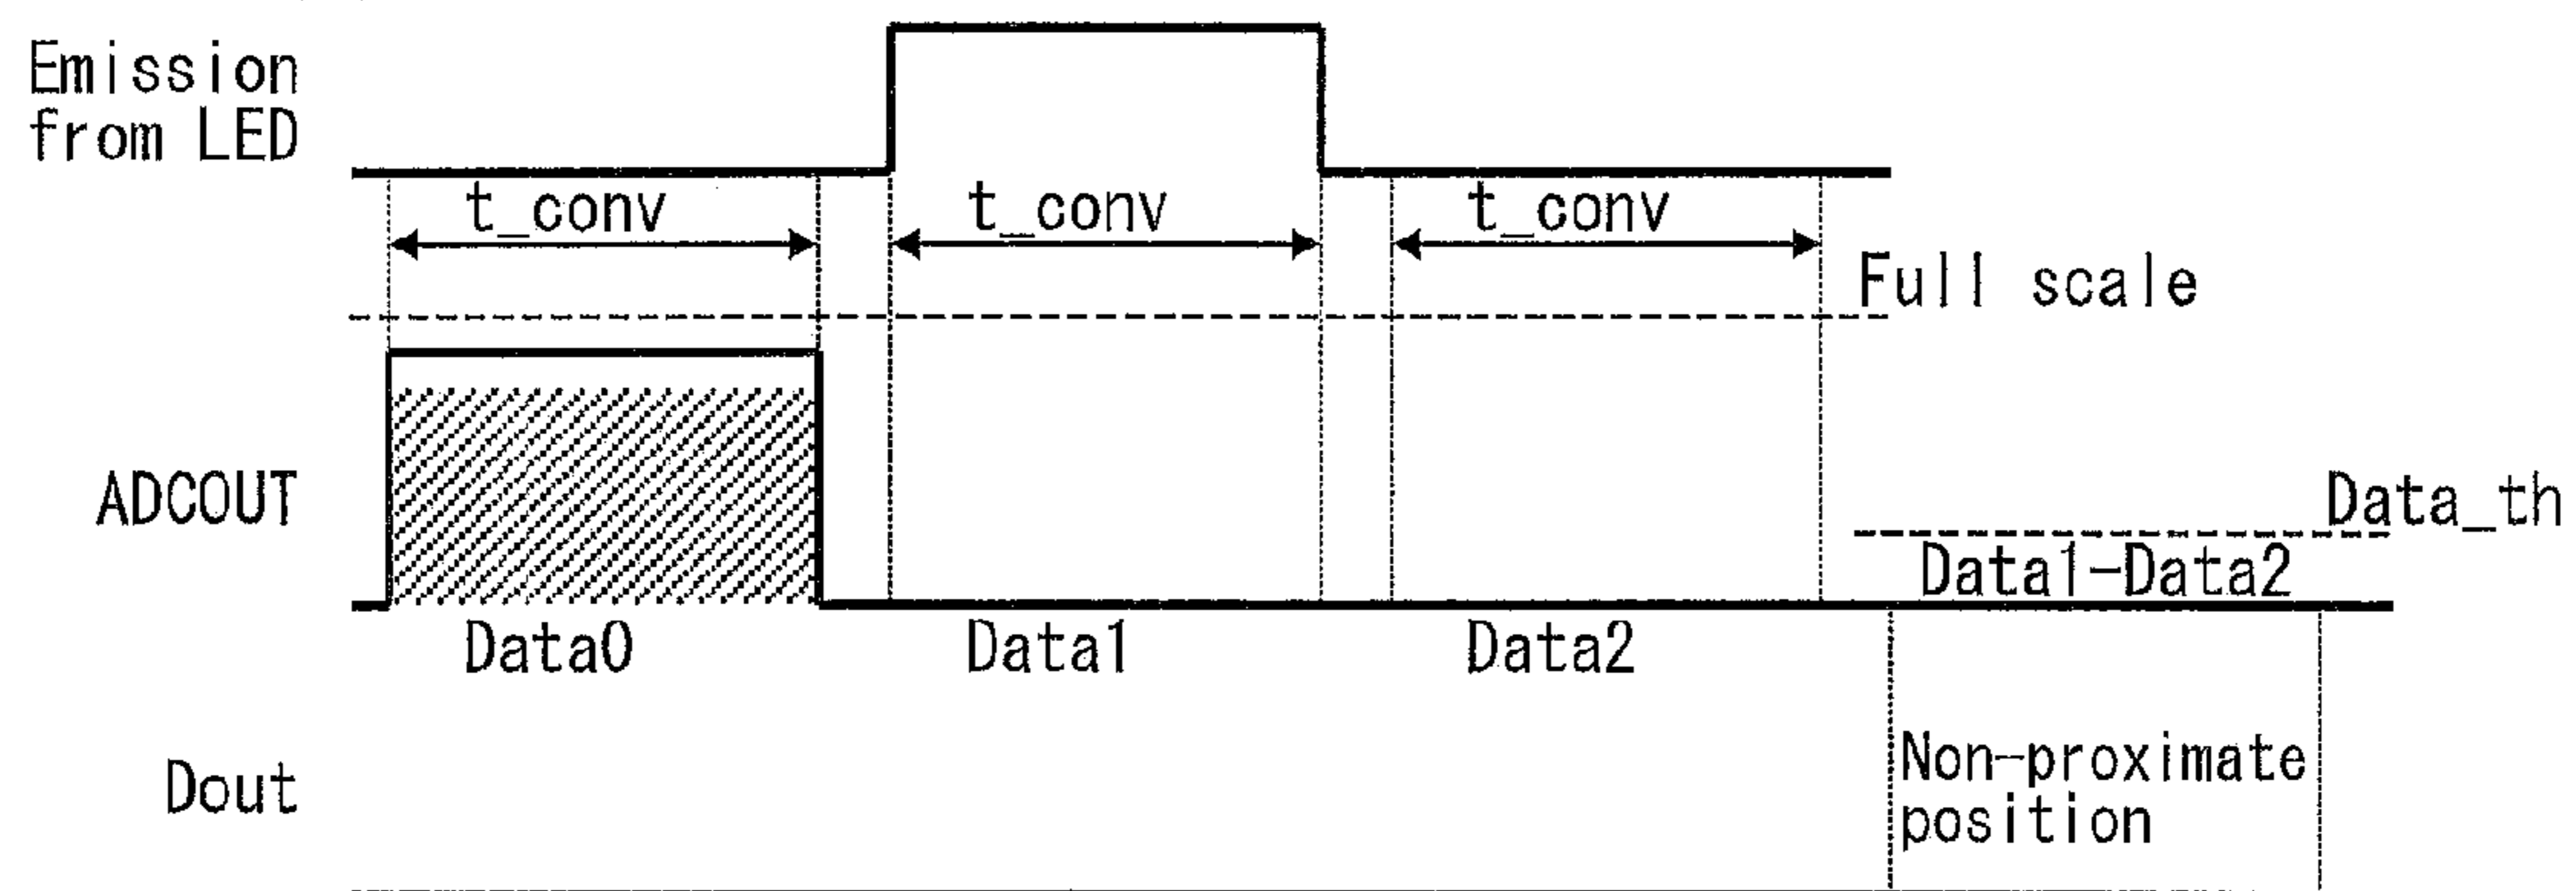 Emission
from LED
t_conv t_conv t_conv
Full scale
ADCOUT
Data_th
Data1-Data2
Data0 Data1 Data2
Dout
Non-proximate
position